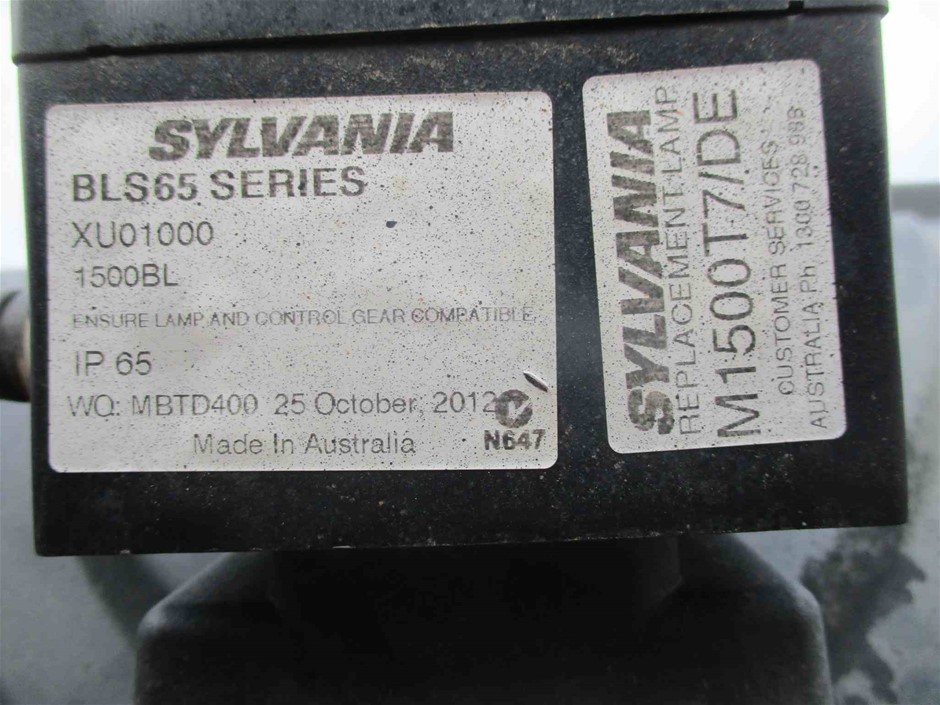 SYLVANIA
BLS65 SERIES
XU01000
1500BL
ENSURE LAMP AND CONTROL GEAR COMPATIBLE
IP 65
WO: MBTD400 25 October, 2012
N647
Made In Australia
SYLVANIA
REPLACEMENT LAMP
M1500T7/DE
CUSTOMER SERVICES
AUSTRALIA Ph 1300 728 988